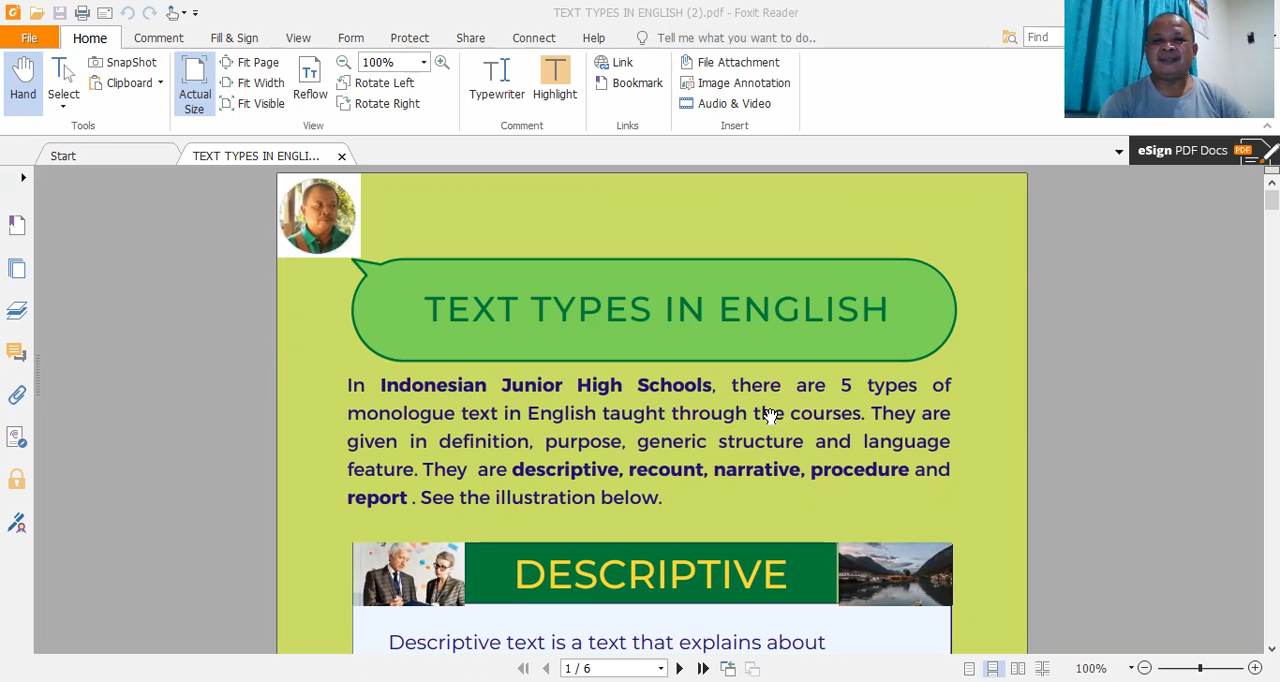 TEXT TYPES IN ENGLISH (2).pdf - Foxit Reader
File Home Comment Fill & Sign View Form Protect Share Connect Help Tell me what you want to do.. Find
Hand
Select
SnapShot
Clipboard
Tools
Actual
Size
Fit Page
Fit Width
Fit Visible
Reflow
100%
Rotate Left
Rotate Right
View
Typewriter
Highlight
Comment
Link
Bookmark
Links
File Attachment
Image Annotation
Audio & Video
Insert
Start
TEXT TYPES IN ENGLI...
eSign PDF Docs PDF
TEXT TYPES IN ENGLISH
In Indonesian Junior High Schools, there are 5 types of
monologue text in English taught through the courses. They are
given in definition, purpose, generic structure and language
feature. They are descriptive, recount, narrative, procedure and
report . See the illustration below.
DESCRIPTIVE
Descriptive text is a text that explains about
1 / 6
100%